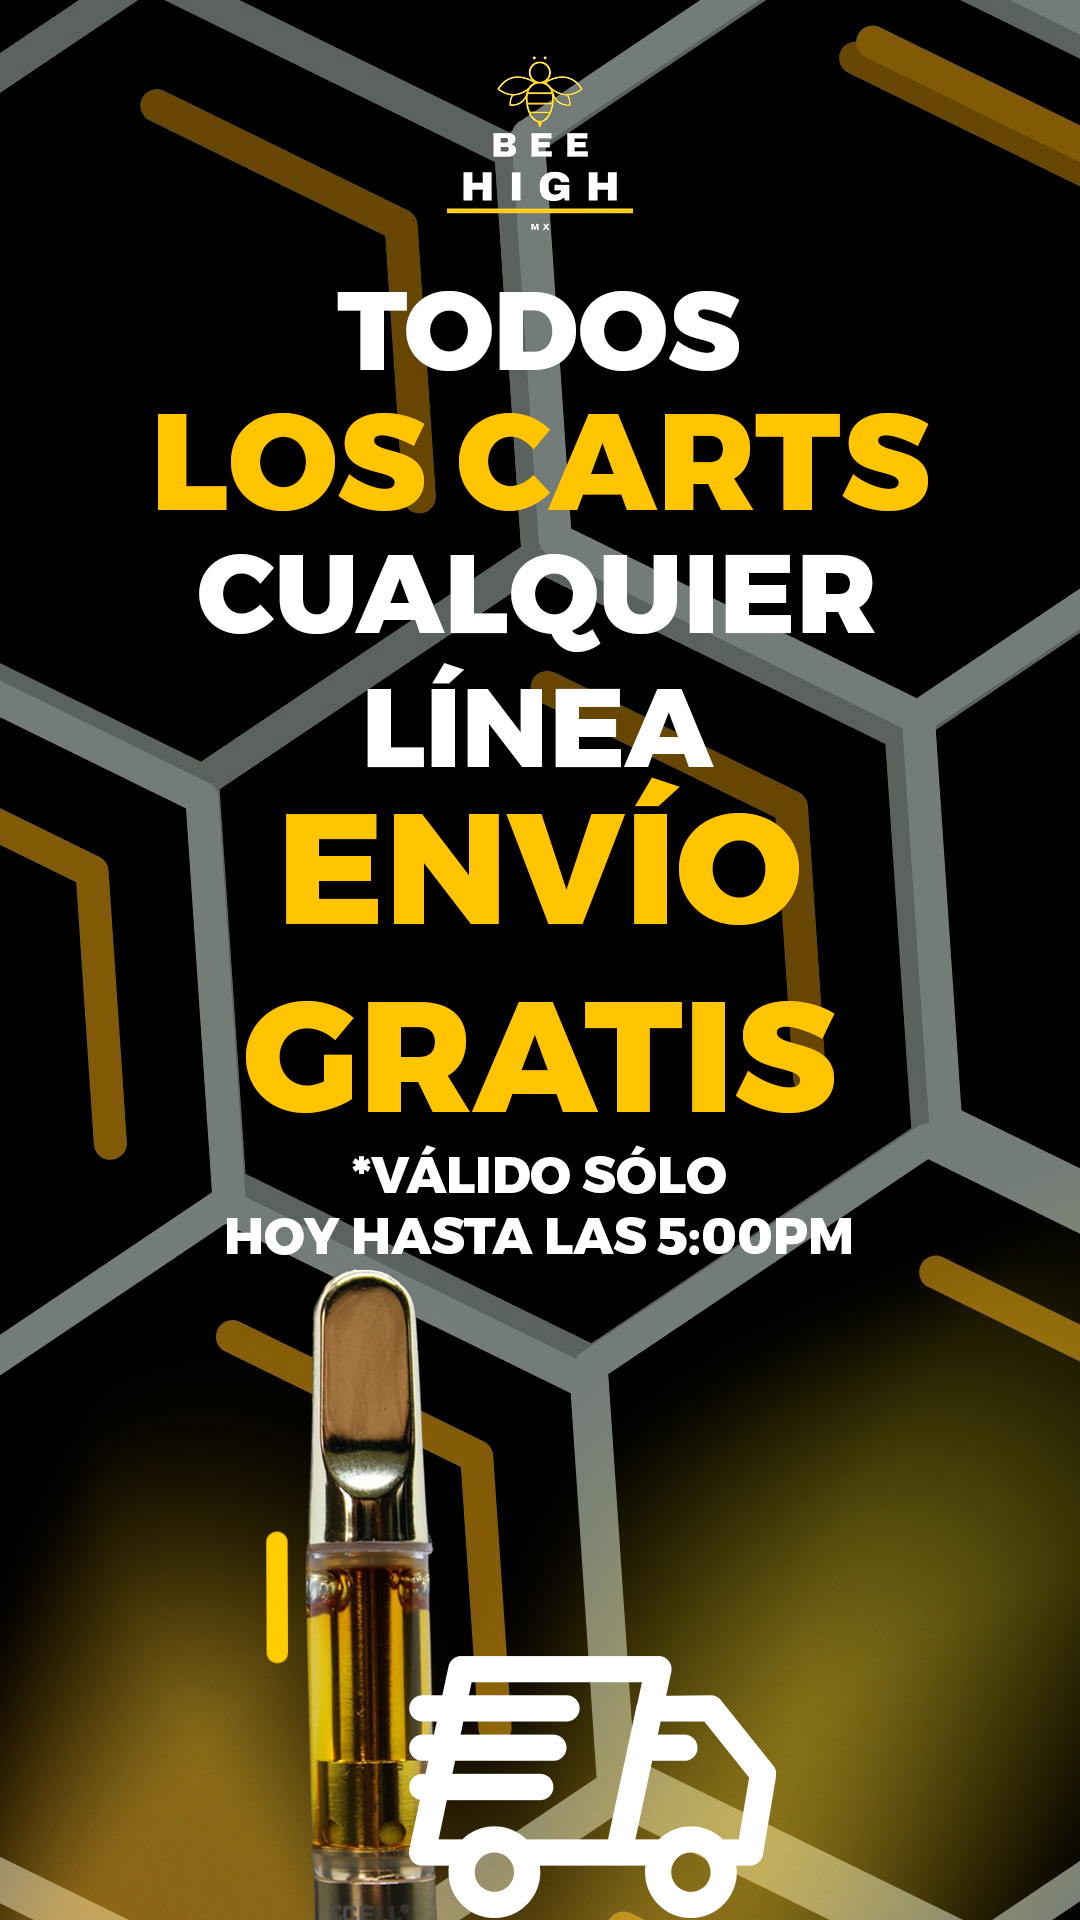 BEE
HIGH
MX
TODOS
LOS CARTS
CUALQUIER
LÍNEA
ENVÍO
GRATIS
*VÁLIDO SÓLO
HOY HASTA LAS 5:00PM